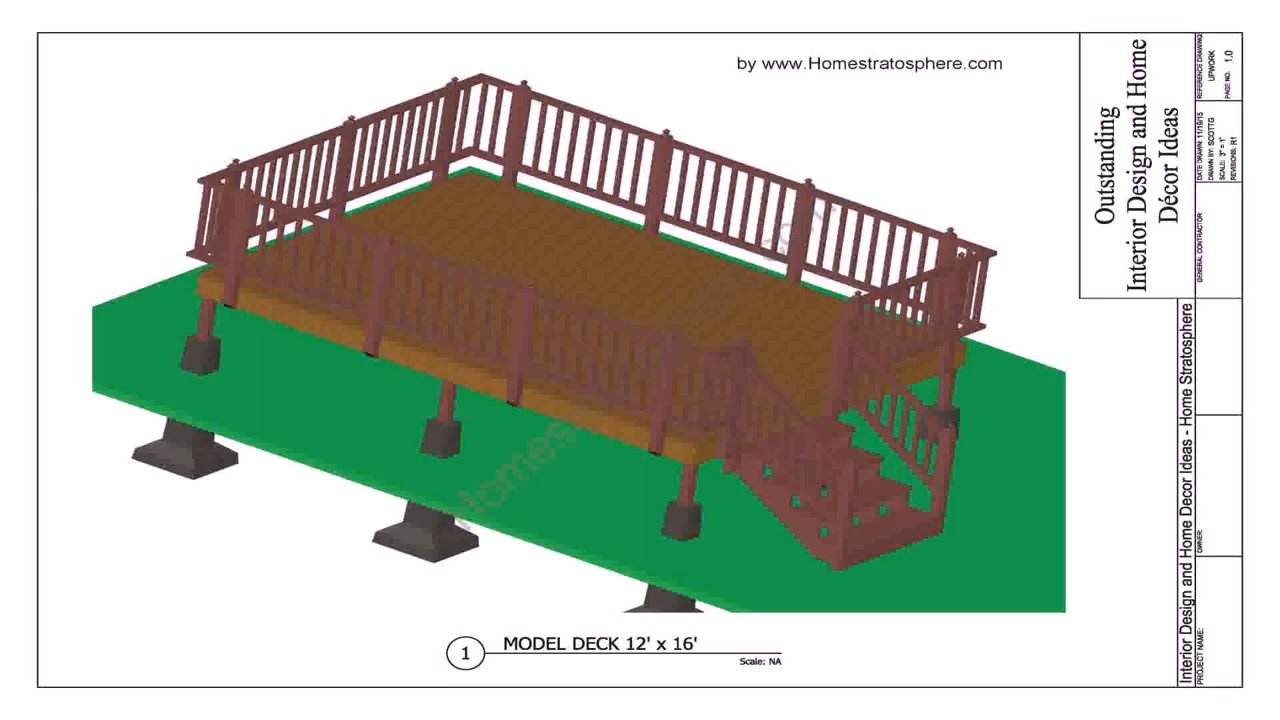 by www.Homestratosphere.com
1
MODEL DECK 12' x 16'
Scale: NA
Outstanding
Interior Design and Home
Décor Ideas
REFERENCE DRAWING:
UPWORK
PAGE NO. 1.0
DATE DRAWN: 11/19/15
DRAWN BY: SCOTTG
SCALE: 3" = 1'
REVISIONS: R1
GENERAL CONTRACTOR:
OWNER:
Interior Design and Home Decor Ideas - Home Stratosphere
PROJECT NAME: